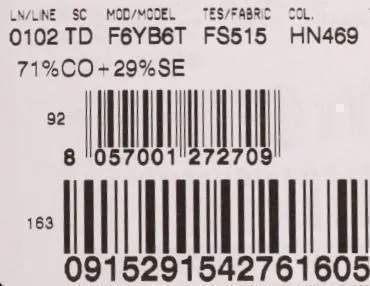 LN/LINE SC MOD/MODEL TES/FABRIC COL.
0102 TD F6YB6T FS515 HN469
71%CO+29%SE
92
8 057001 272709
163
0915291542761605